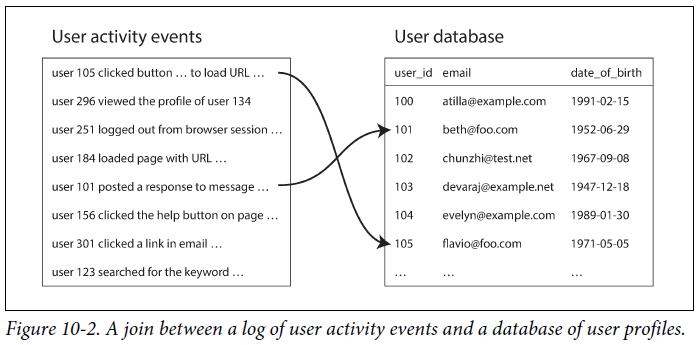 User activity events
user 105 clicked button … to load URL …
user 296 viewed the profile of user 134
user 251 logged out from browser session …
user 184 loaded page with URL …
user 101 posted a response to message …
user 156 clicked the help button on page …
user 301 clicked a link in email …
user 123 searched for the keyword …
User database
user_id email date_of_birth
100 atilla@example.com 1991-02-15
101 beth@foo.com 1952-06-29
102 chunzhi@test.net 1967-09-08
103 devaraj@example.net 1947-12-18
104 evelyn@example.com 1989-01-30
105 flavio@foo.com 1971-05-05
… … …
Figure 10-2. A join between a log of user activity events and a database of user profiles.